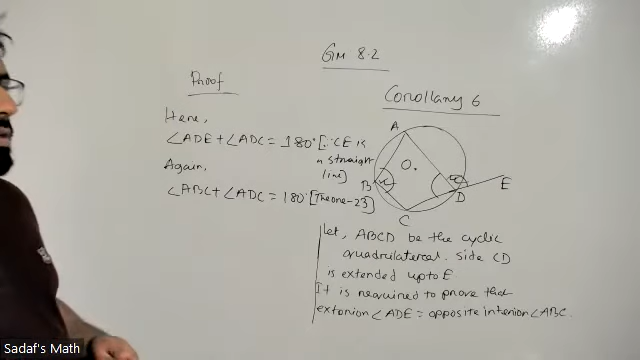 Gm 8.2
Proof
Corollary 6
Here,
∠ADE + ∠ADC = 180° [∵ CE is
a straight
line]
Again,
∠ABC + ∠ADC = 180° [Theore-23]
A
O.
B
x
x
D
E
C
Let, ABCD be the cyclic
quadrilateral. side CD
is extended upto E.
It is required to prove that
exterior ∠ADE = opposite interior ∠ABC.
Sadaf's Math